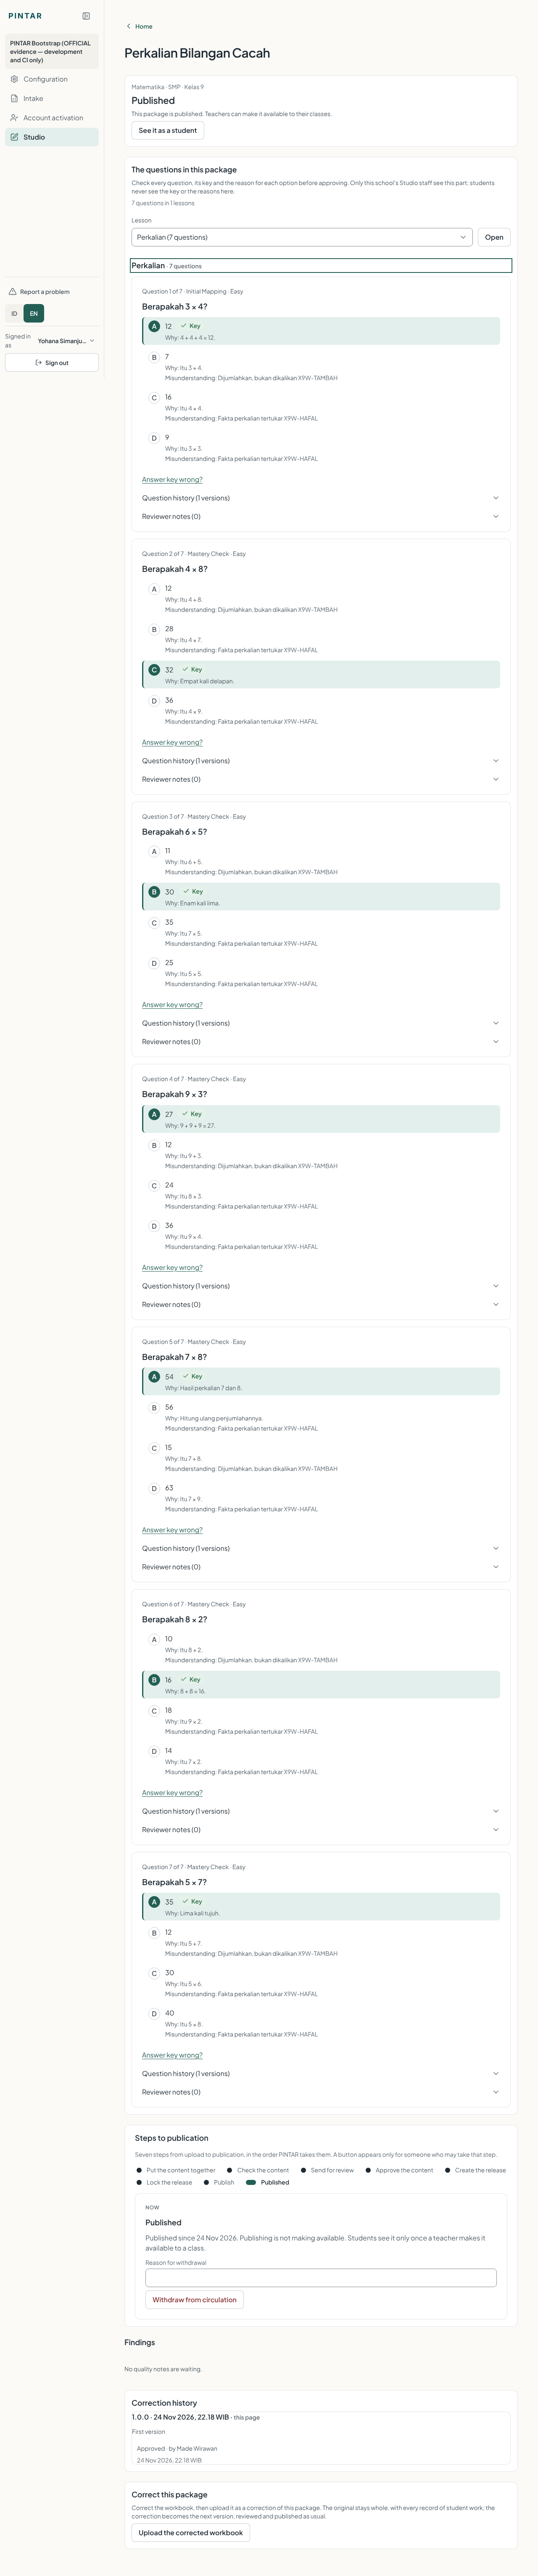 PINTAR
PINTAR Bootstrap (OFFICIAL
evidence — development
and CI only)
Configuration
Intake
Account activation
Studio
Report a problem
ID
EN
Signed in
as
Yohana Simanju...
Sign out
Home
Perkalian Bilangan Cacah
Matematika · SMP · Kelas 9
Published
This package is published. Teachers can make it available to their classes.
See it as a student
The questions in this package
Check every question, its key and the reason for each option before approving. Only this school's Studio staff see this part; students
never see the key or the reasons here.
7 questions in 1 lessons
Lesson
Perkalian (7 questions)
Open
Perkalian · 7 questions
Question 1 of 7 · Initial Mapping · Easy
Berapakah 3 × 4?
A 12 Key
Why: 4 + 4 + 4 = 12.
B 7
Why: Itu 3 + 4.
Misunderstanding: Dijumlahkan, bukan dikalikan X9W-TAMBAH
C 16
Why: Itu 4 × 4.
Misunderstanding: Fakta perkalian tertukar X9W-HAFAL
D 9
Why: Itu 3 × 3.
Misunderstanding: Fakta perkalian tertukar X9W-HAFAL
Answer key wrong?
Question history (1 versions)
Reviewer notes (0)
Question 2 of 7 · Mastery Check · Easy
Berapakah 4 × 8?
A 12
Why: Itu 4 + 8.
Misunderstanding: Dijumlahkan, bukan dikalikan X9W-TAMBAH
B 28
Why: Itu 4 × 7.
Misunderstanding: Fakta perkalian tertukar X9W-HAFAL
C 32 Key
Why: Empat kali delapan.
D 36
Why: Itu 4 × 9.
Misunderstanding: Fakta perkalian tertukar X9W-HAFAL
Answer key wrong?
Question history (1 versions)
Reviewer notes (0)
Question 3 of 7 · Mastery Check · Easy
Berapakah 6 × 5?
A 11
Why: Itu 6 + 5.
Misunderstanding: Dijumlahkan, bukan dikalikan X9W-TAMBAH
B 30 Key
Why: Enam kali lima.
C 35
Why: Itu 7 × 5.
Misunderstanding: Fakta perkalian tertukar X9W-HAFAL
D 25
Why: Itu 5 × 5.
Misunderstanding: Fakta perkalian tertukar X9W-HAFAL
Answer key wrong?
Question history (1 versions)
Reviewer notes (0)
Question 4 of 7 · Mastery Check · Easy
Berapakah 9 × 3?
A 27 Key
Why: 9 + 9 + 9 = 27.
B 12
Why: Itu 9 + 3.
Misunderstanding: Dijumlahkan, bukan dikalikan X9W-TAMBAH
C 24
Why: Itu 8 × 3.
Misunderstanding: Fakta perkalian tertukar X9W-HAFAL
D 36
Why: Itu 9 × 4.
Misunderstanding: Fakta perkalian tertukar X9W-HAFAL
Answer key wrong?
Question history (1 versions)
Reviewer notes (0)
Question 5 of 7 · Mastery Check · Easy
Berapakah 7 × 8?
A 54 Key
Why: Hasil perkalian 7 dan 8.
B 56
Why: Hitung ulang penjumlahannya.
Misunderstanding: Fakta perkalian tertukar X9W-HAFAL
C 15
Why: Itu 7 + 8.
Misunderstanding: Dijumlahkan, bukan dikalikan X9W-TAMBAH
D 63
Why: Itu 7 × 9.
Misunderstanding: Fakta perkalian tertukar X9W-HAFAL
Answer key wrong?
Question history (1 versions)
Reviewer notes (0)
Question 6 of 7 · Mastery Check · Easy
Berapakah 8 × 2?
A 10
Why: Itu 8 + 2.
Misunderstanding: Dijumlahkan, bukan dikalikan X9W-TAMBAH
B 16 Key
Why: 8 + 8 = 16.
C 18
Why: Itu 9 × 2.
Misunderstanding: Fakta perkalian tertukar X9W-HAFAL
D 14
Why: Itu 7 × 2.
Misunderstanding: Fakta perkalian tertukar X9W-HAFAL
Answer key wrong?
Question history (1 versions)
Reviewer notes (0)
Question 7 of 7 · Mastery Check · Easy
Berapakah 5 × 7?
A 35 Key
Why: Lima kali tujuh.
B 12
Why: Itu 5 + 7.
Misunderstanding: Dijumlahkan, bukan dikalikan X9W-TAMBAH
C 30
Why: Itu 5 × 6.
Misunderstanding: Fakta perkalian tertukar X9W-HAFAL
D 40
Why: Itu 5 × 8.
Misunderstanding: Fakta perkalian tertukar X9W-HAFAL
Answer key wrong?
Question history (1 versions)
Reviewer notes (0)
Steps to publication
Seven steps from upload to publication, in the order PINTAR takes them. A button appears only for someone who may take that step.
Put the content together
Check the content
Send for review
Approve the content
Create the release
Lock the release
Publish
Published
NOW
Published
Published since 24 Nov 2026. Publishing is not making available. Students see it only once a teacher makes it
available to a class.
Reason for withdrawal
Withdraw from circulation
Findings
No quality notes are waiting.
Correction history
1.0.0 · 24 Nov 2026, 22.18 WIB · this page
First version
Approved · by Made Wirawan
24 Nov 2026, 22.18 WIB
Correct this package
Correct the workbook, then upload it as a correction of this package. The original stays whole, with every record of student work; the
correction becomes the next version, reviewed and published as usual.
Upload the corrected workbook